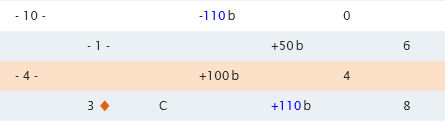 - 10 - -110 b 0
- 1 - +50 b 6
- 4 - +100 b 4
3 ♦ C +110 b 8